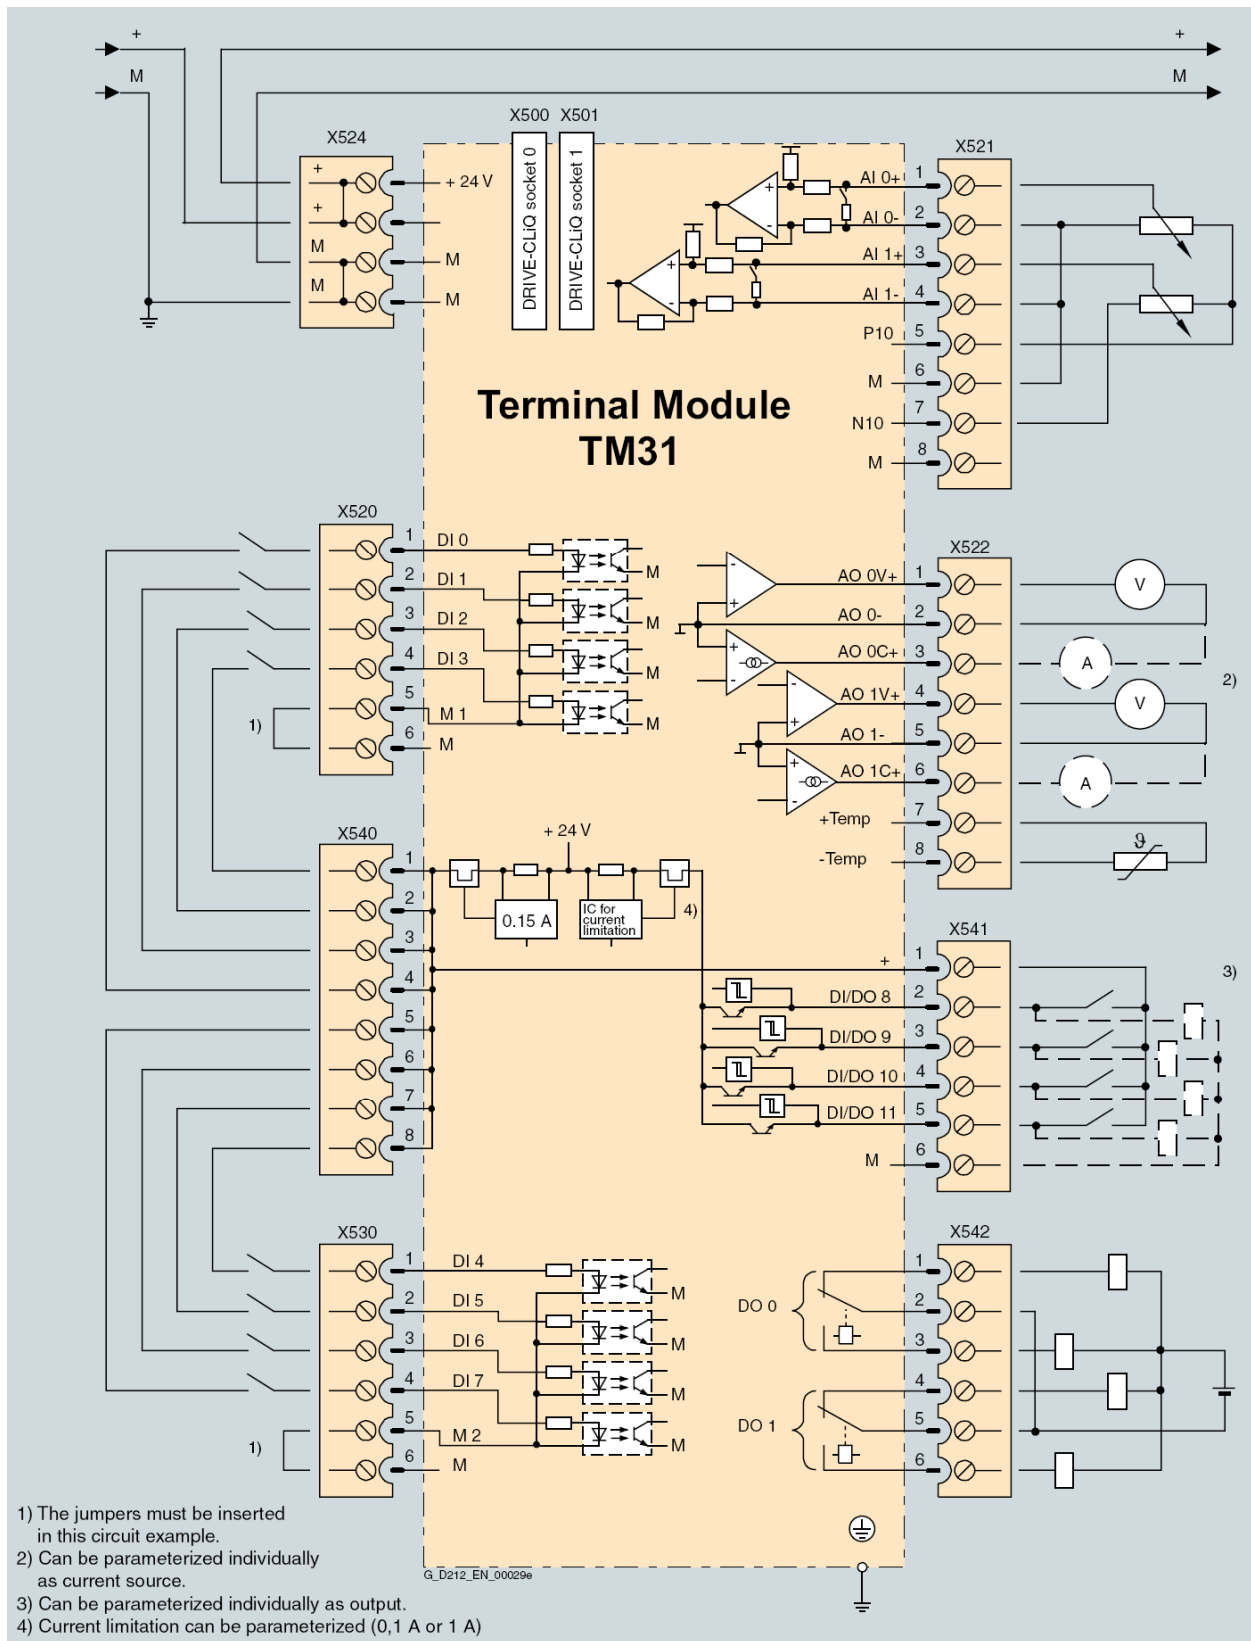 +
M
+
M
X524
+
+
M
M
+ 24 V
M
M
X500 X501
DRIVE-CLiQ socket 0
DRIVE-CLiQ socket 1
+
-
+
-
X521
AI 0+ 1
AI 0- 2
AI 1+ 3
AI 1- 4
P10 5
M 6
N10 7
M 8
Terminal Module
TM31
X520
1 DI 0
2 DI 1
3 DI 2
4 DI 3
5 M 1
6 M
1)
M
M
M
M
X522
-
+
+
-
-
+
+
-
AO 0V+ 1
AO 0- 2
AO 0C+ 3
AO 1V+ 4
AO 1- 5
AO 1C+ 6
+Temp 7
-Temp 8
V
A
V
A
ϑ
2)
X540
1
2
3
4
5
6
7
8
+ 24 V
0.15 A
IC for
current
limitation
4)
X541
+ 1
DI/DO 8 2
DI/DO 9 3
DI/DO 10 4
DI/DO 11 5
M 6
3)
X530
1 DI 4
2 DI 5
3 DI 6
4 DI 7
5 M 2
6 M
1)
M
M
M
M
X542
DO 0
DO 1
1
2
3
4
5
6
1) The jumpers must be inserted
in this circuit example.
2) Can be parameterized individually
as current source.
3) Can be parameterized individually as output.
4) Current limitation can be parameterized (0,1 A or 1 A)
G_D212_EN_00029e